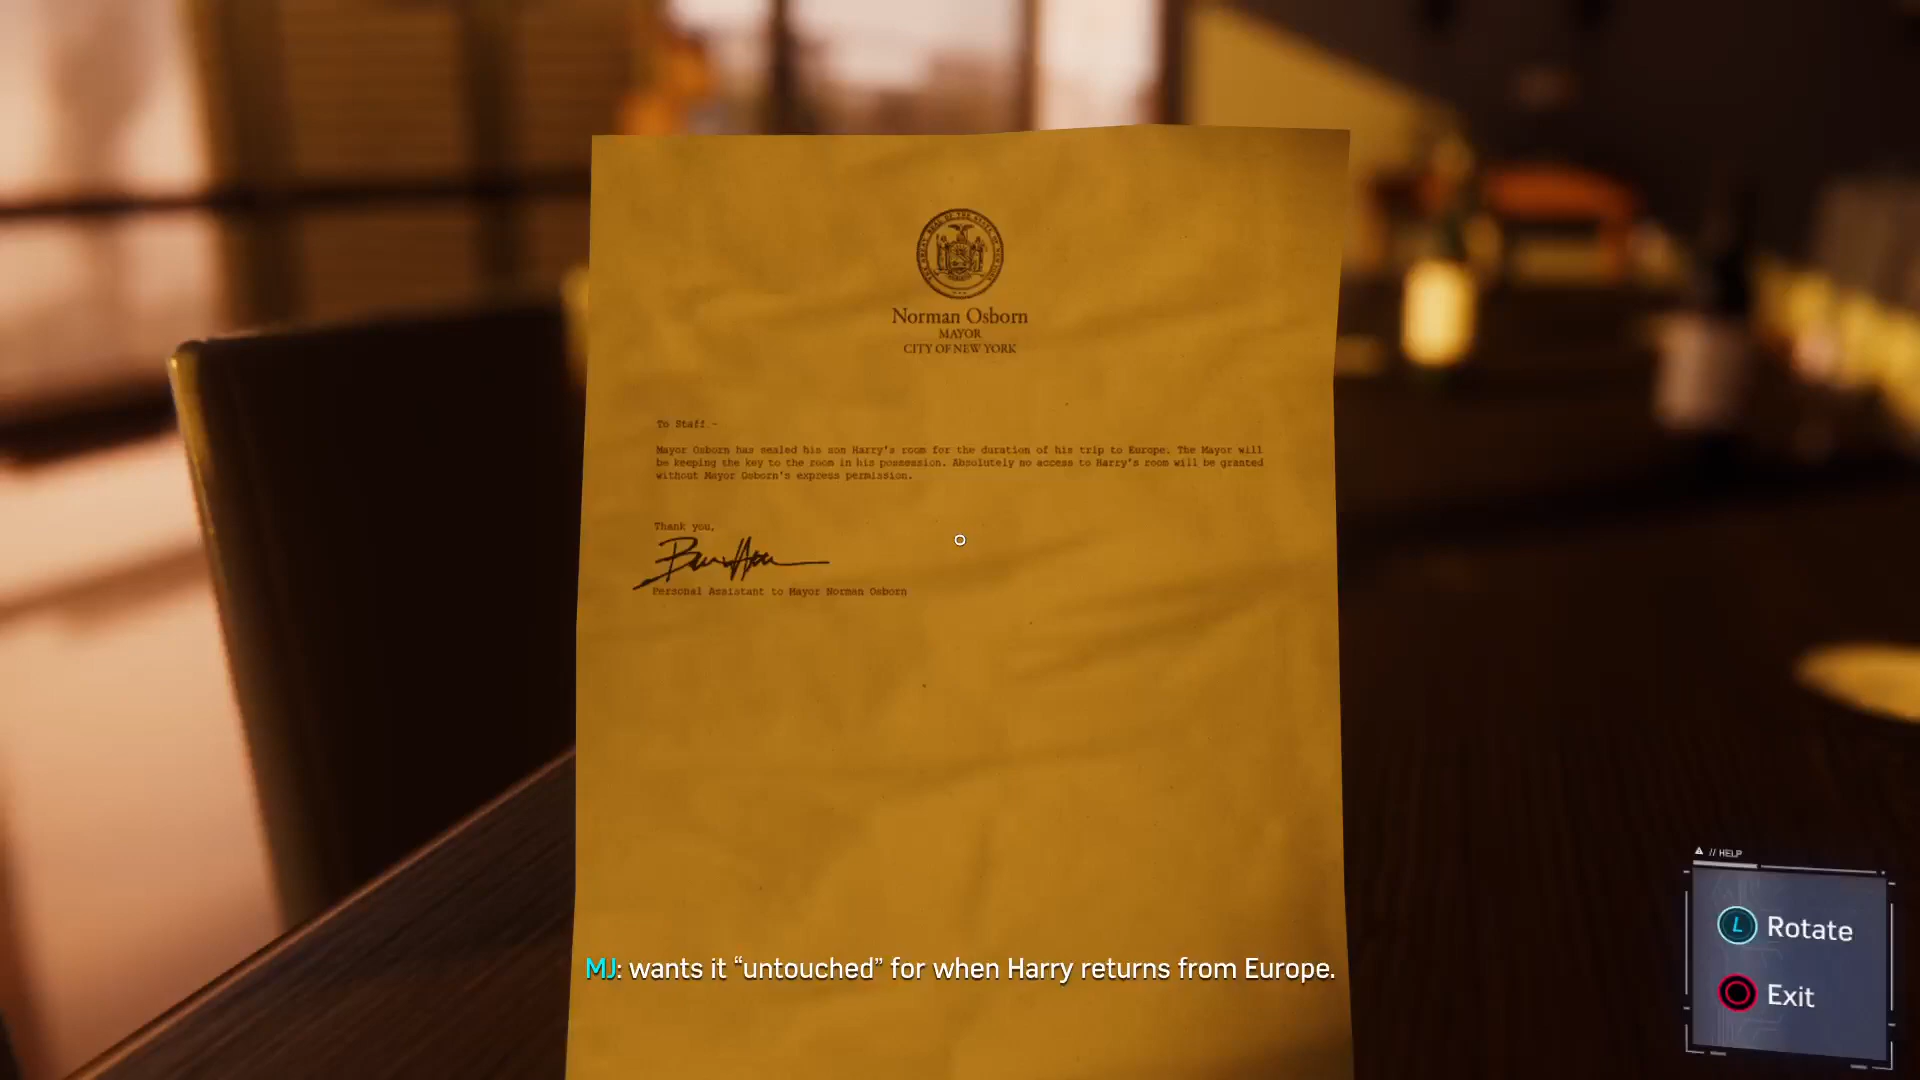 Norman Osborn
MAYOR
CITY OF NEW YORK
To Staff -
Mayor Osborn has sealed his son Harry's room for the duration of his trip to Europe. The Mayor will
be keeping the key to the room in his possession. Absolutely no access to Harry's room will be granted
without Mayor Osborn's express permission.
Thank you,
Personal Assistant to Mayor Norman Osborn
MJ: wants it “untouched” for when Harry returns from Europe.
// HELP
L Rotate
Exit